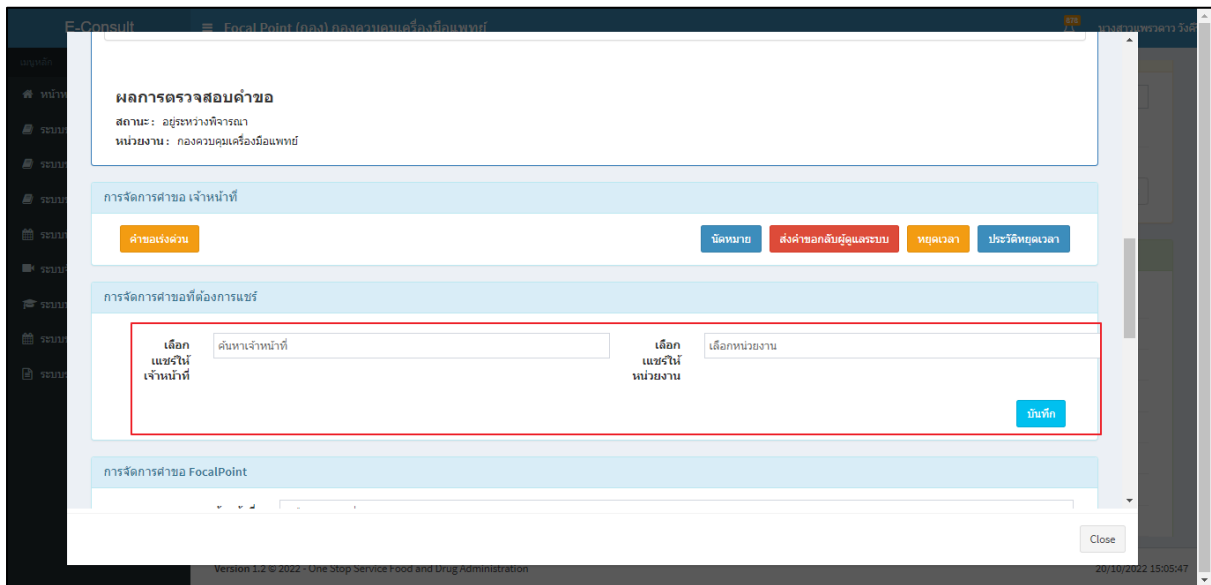 E-Consult
Focal Point (กอง) กองควบคุมเครื่องมือแพทย์
เมนูหลัก
ผลการตรวจสอบคำขอ
สถานะ : อยู่ระหว่างพิจารณา
หน่วยงาน : กองควบคุมเครื่องมือแพทย์
การจัดการคำขอ เจ้าหน้าที่
คำขอเร่งด่วน นัดหมาย ส่งคำขอกลับผู้ดูแลระบบ หยุดเวลา ประวัติหยุดเวลา
การจัดการคำขอที่ต้องการแชร์
เลือก ค้นหาเจ้าหน้าที่ เลือก เลือกหน่วยงาน
แชร์ให้ แชร์ให้
เจ้าหน้าที่ หน่วยงาน
บันทึก
การจัดการคำขอ FocalPoint
Close
Version 1.2 © 2022 - One Stop Service Food and Drug Administration 20/10/2022 15:05:47